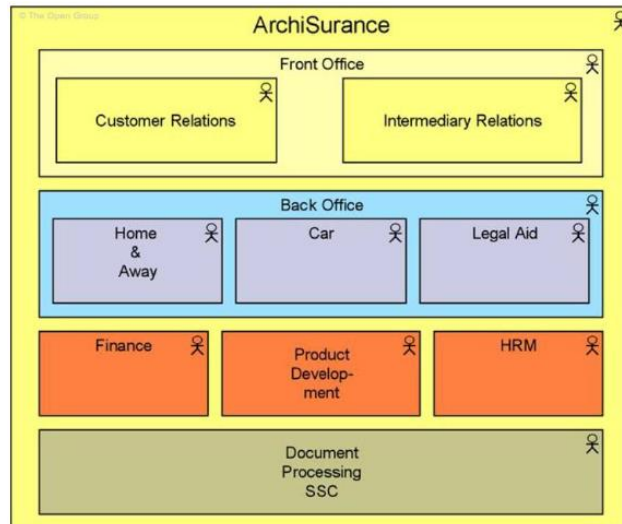 © The Open Group
ArchiSurance
Front Office
Customer Relations
Intermediary Relations
Back Office
Home
&
Away
Car
Legal Aid
Finance
Product
Develop-
ment
HRM
Document
Processing
SSC